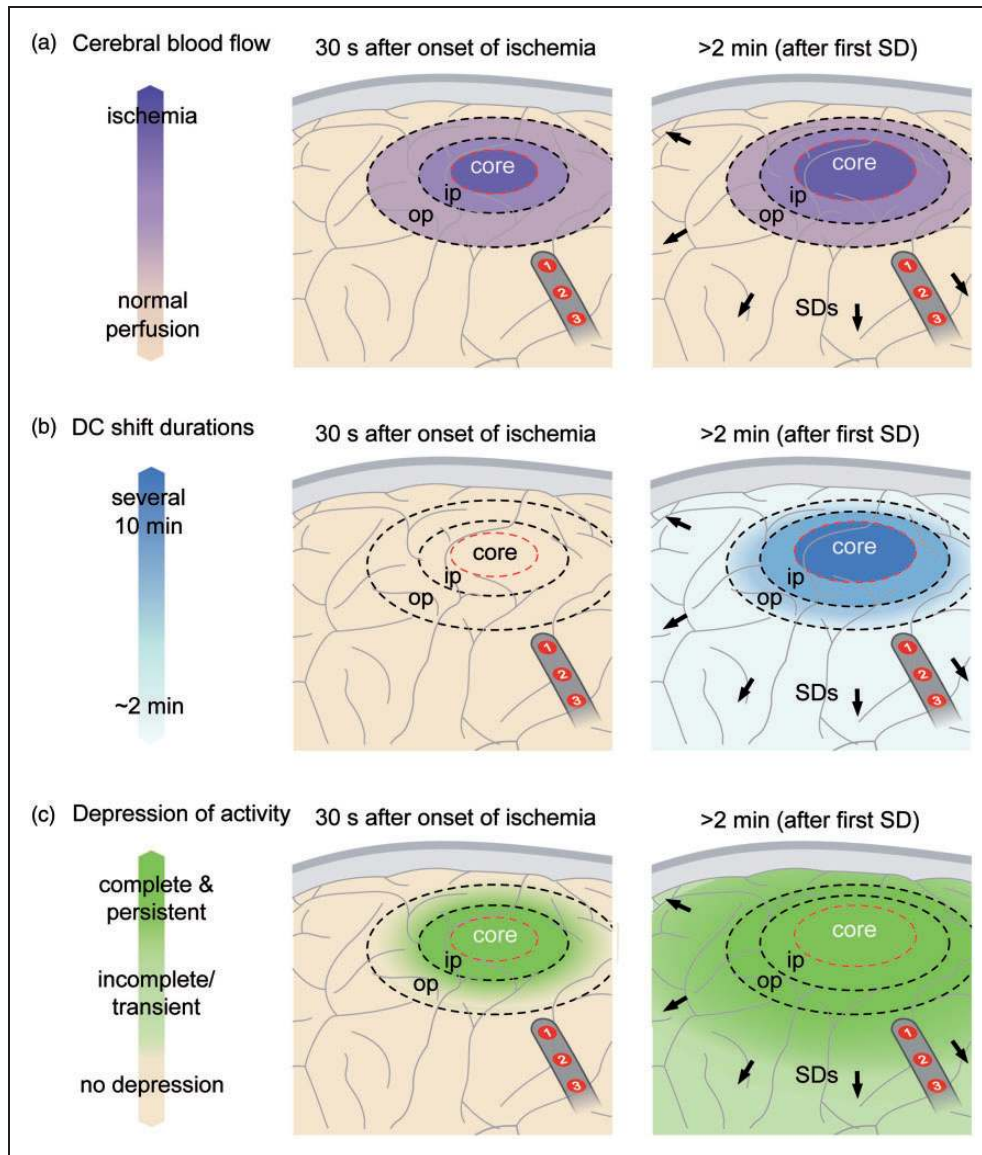 (a) Cerebral blood flow
30 s after onset of ischemia
>2 min (after first SD)
ischemia
normal
perfusion
core
ip
op
1
2
3
core
ip
op
SDs
1
2
3
(b) DC shift durations
30 s after onset of ischemia
>2 min (after first SD)
several
10 min
~2 min
core
ip
op
1
2
3
core
ip
op
SDs
1
2
3
(c) Depression of activity
30 s after onset of ischemia
>2 min (after first SD)
complete &
persistent
incomplete/
transient
no depression
core
ip
op
1
2
3
core
ip
op
SDs
1
2
3